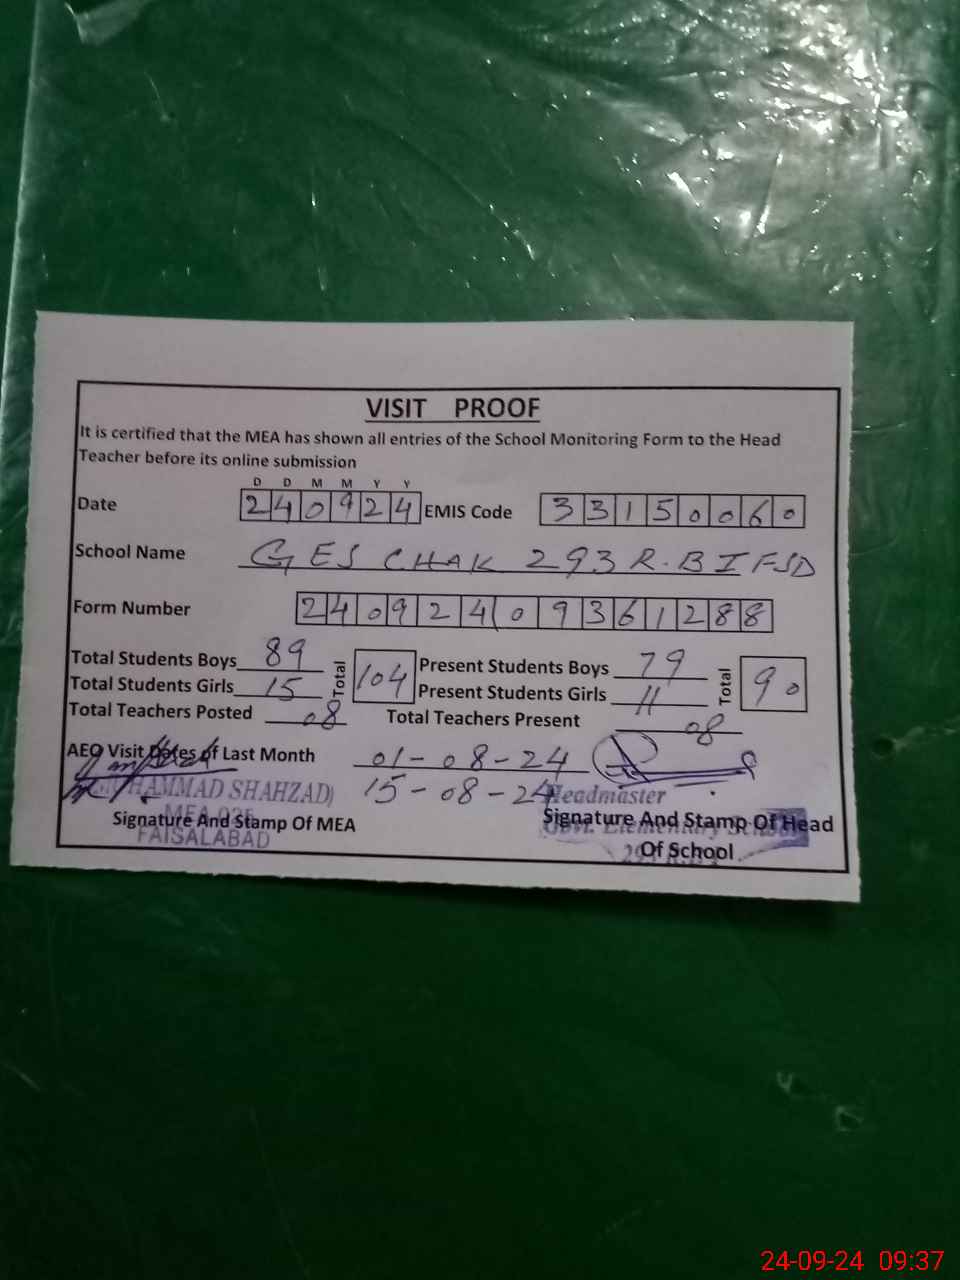 VISIT PROOF
It is certified that the MEA has shown all entries of the School Monitoring Form to the Head
Teacher before its online submission
D D M M Y Y
Date 240924 EMIS Code 33150060
School Name GES CHAK 293 R.B I FSD
Form Number 24092409361288
Total Students Boys 89 Total 104 Present Students Boys 79 Total 90
Total Students Girls 15 Present Students Girls 11
Total Teachers Posted 08 Total Teachers Present 08
AEO Visit Dates of Last Month 01-08-24
15-08-24
(MUHAMMAD SHAHZAD)
MEA
FAISALABAD
Signature And Stamp Of MEA
Headmaster
Govt. Elementary School
Signature And Stamp Of Head
Of School
24-09-24 09:37